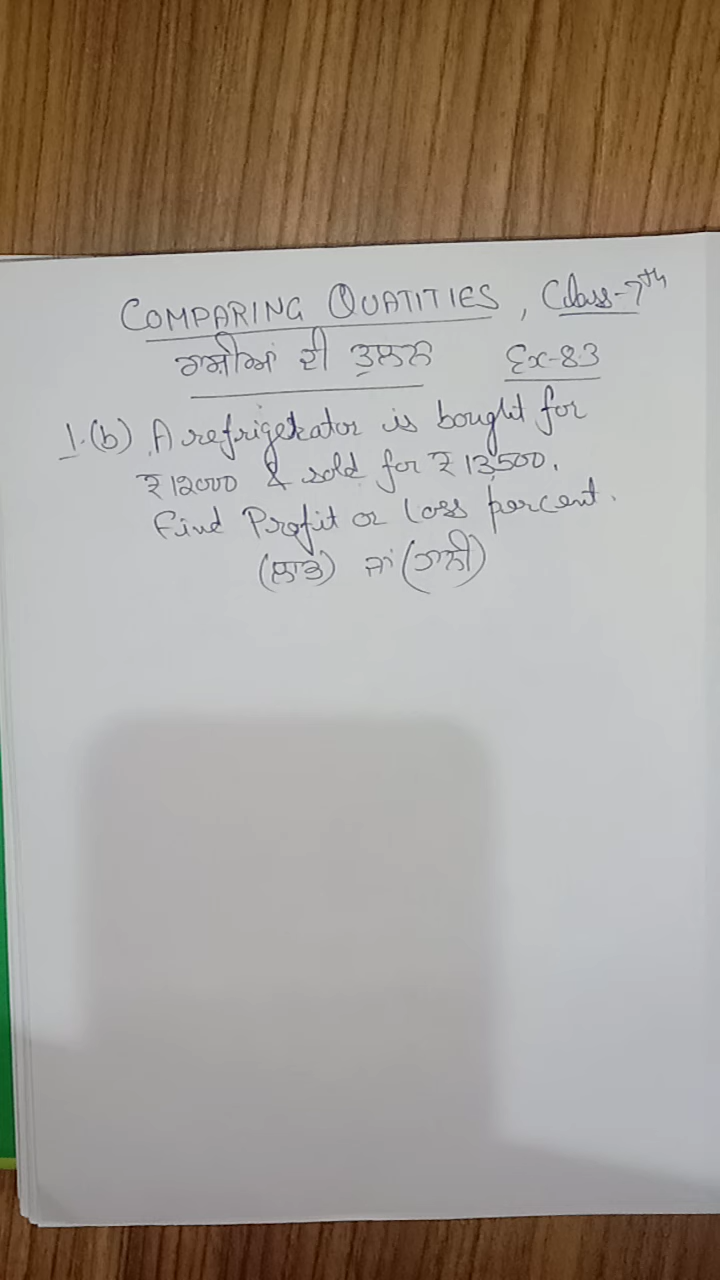 COMPARING QUATITIES, Class-7th
ਰਾਸ਼ੀਆਂ ਦੀ ਤੁਲਨਾ Ex-8.3
1.(b) A refrigerator is bought for
₹12000 & sold for ₹13,500.
Find Profit or loss percent.
(ਲਾਭ) ਜਾਂ (ਹਾਨੀ)